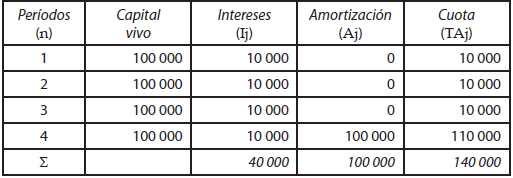 Períodos Capital Intereses Amortización Cuota
(n) vivo (Ij) (Aj) (TAj)
1 100 000 10 000 0 10 000
2 100 000 10 000 0 10 000
3 100 000 10 000 0 10 000
4 100 000 10 000 100 000 110 000
Σ 40 000 100 000 140 000